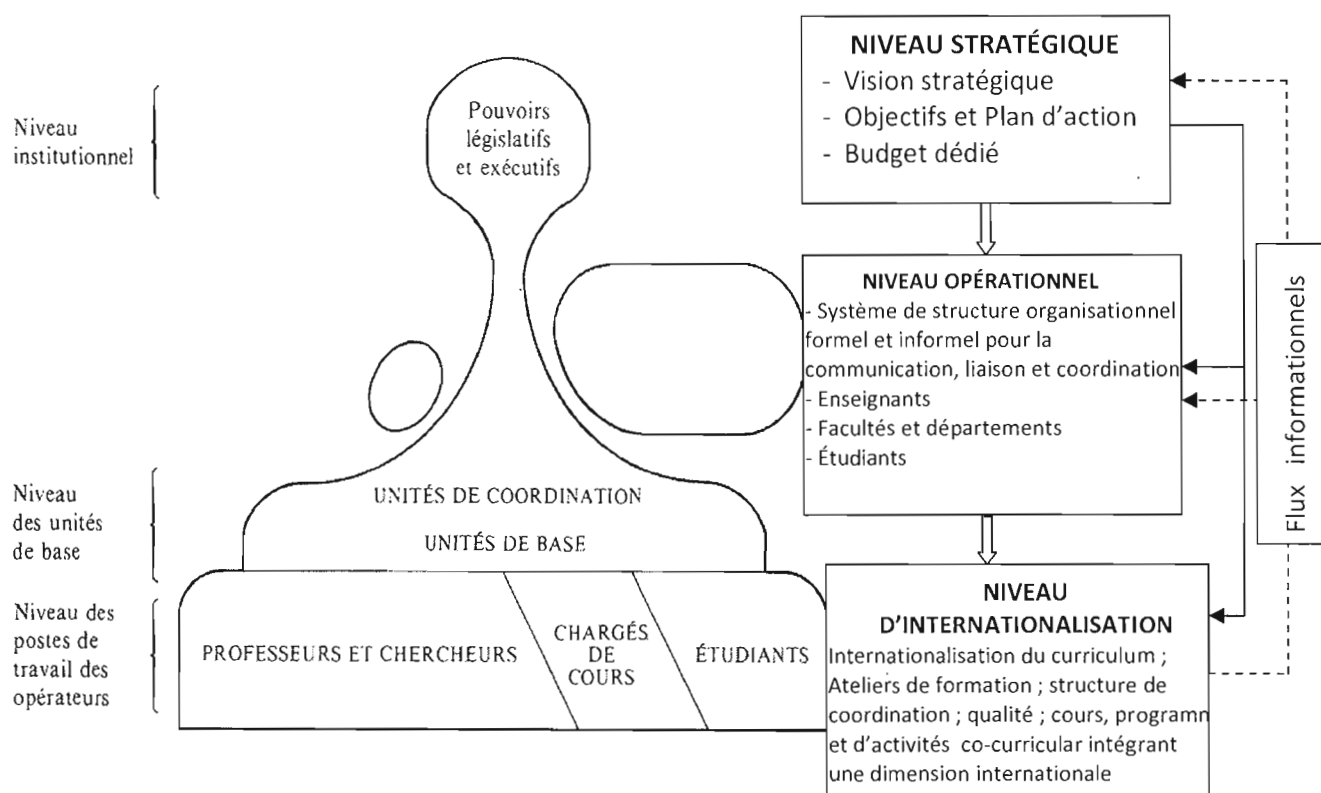 Niveau
institutionnel
Pouvoirs
législatifs
et exécutifs
Niveau
des unités
de base
UNITÉS DE COORDINATION
UNITÉS DE BASE
Niveau des
postes de
travail des
opérateurs
PROFESSEURS ET CHERCHEURS
CHARGÉS
DE
COURS
ÉTUDIANTS
NIVEAU STRATÉGIQUE
- Vision stratégique
- Objectifs et Plan d'action
- Budget dédié
NIVEAU OPÉRATIONNEL
- Système de structure organisationnel
formel et informel pour la
communication, liaison et coordination
- Enseignants
- Facultés et départements
- Étudiants
NIVEAU
D'INTERNATIONALISATION
Internationalisation du curriculum ;
Ateliers de formation ; structure de
coordination ; qualité ; cours, programn
et d'activités co-curricular intégrant
une dimension internationale
Flux informationnels